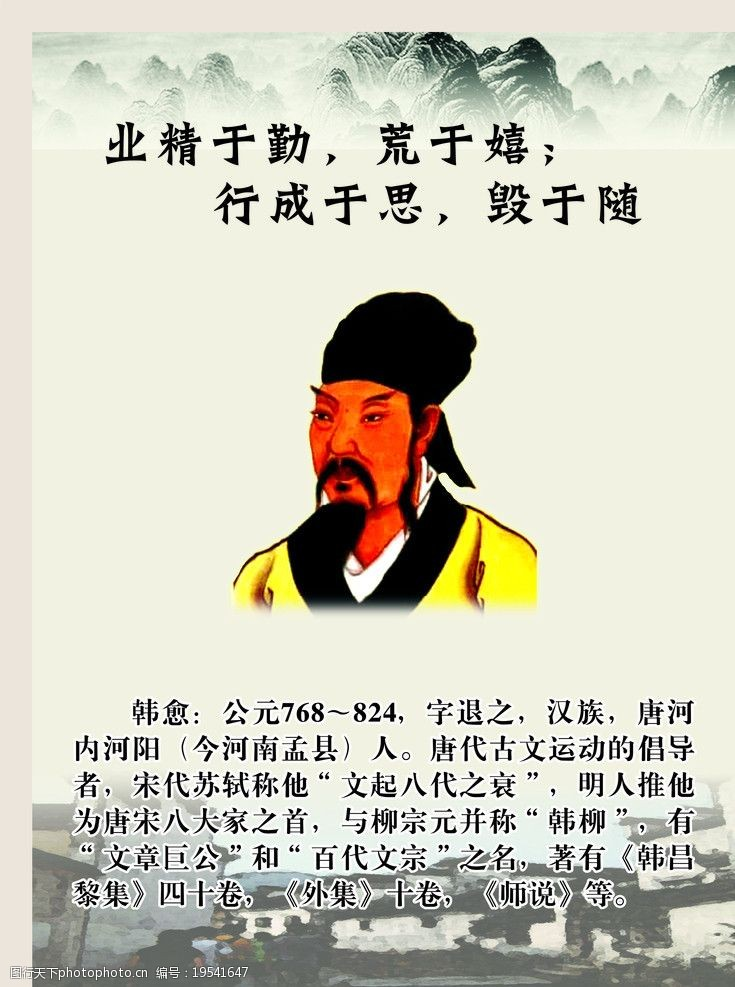 业精于勤，荒于嬉；
行成于思，毁于随
韩愈：公元768～824，字退之，汉族，唐河
内河阳（今河南孟县）人。唐代古文运动的倡导
者，宋代苏轼称他“文起八代之衰”，明人推他
为唐宋八大家之首，与柳宗元并称“韩柳”，有
“文章巨公”和“百代文宗”之名，著有《韩昌
黎集》四十卷，《外集》十卷，《师说》等。
图行天下photophoto.cn 编号：19541647